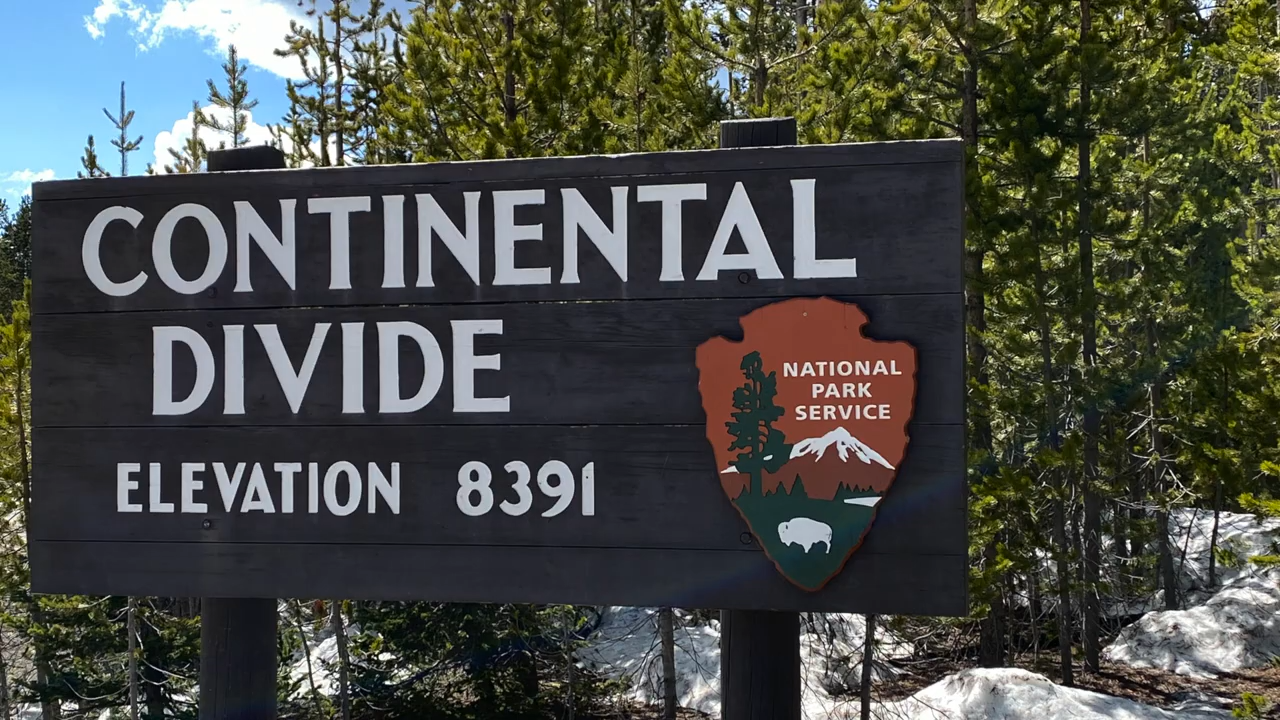 CONTINENTAL
DIVIDE
ELEVATION 8391
NATIONAL
PARK
SERVICE